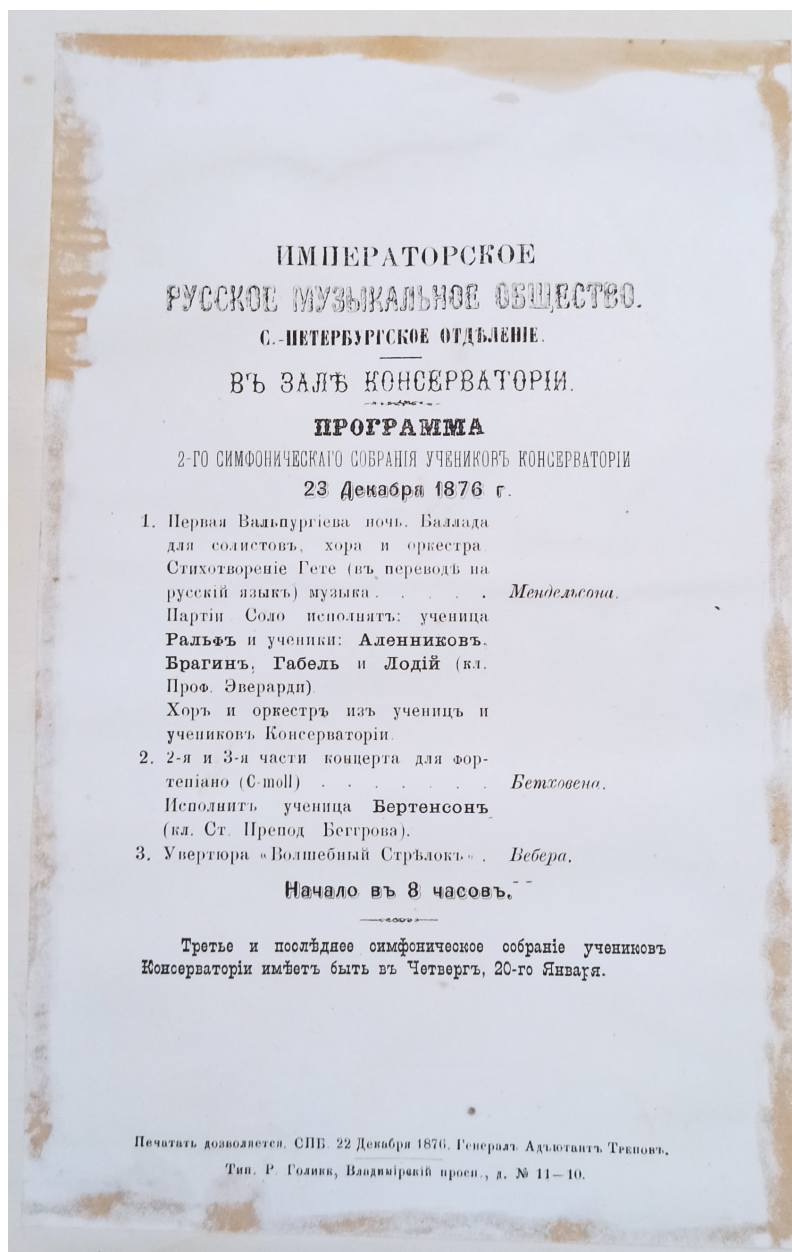 ИМПЕРАТОРСКОЕ
РУССКОЕ МУЗЫКАЛЬНОЕ ОБЩЕСТВО.
С.-ПЕТЕРБУРГСКОЕ ОТДѢЛЕНІЕ.
ВЪ ЗАЛѢ КОНСЕРВАТОРІИ.
ПРОГРАММА
2-ГО СИМФОНИЧЕСКАГО СОБРАНІЯ УЧЕНИКОВЪ КОНСЕРВАТОРІИ
23 Декабря 1876 г.
1. Первая Вальпургіева ночь. Баллада
для солистовъ, хора и оркестра
Стихотвореніе Гете (въ переводѣ на
русскій языкъ) музыка . . . . . Мендельсона.
Партіи Соло исполнятъ: ученица
Ральфъ и ученики: Аленниковъ,
Брагинъ, Габель и Лодій (кл.
Проф. Эверарди)
Хоръ и оркестръ изъ ученицъ и
учениковъ Консерваторіи.
2. 2-я и 3-я части концерта для фор-
тепіано (C-moll) . . . . . . . Бетховена.
Исполнитъ ученица Бертенсонъ
(кл. Ст. Препод Беггрова).
3. Увертюра «Волшебный Стрѣлокъ» . Вебера.
Начало въ 8 часовъ.
Третье и послѣднее симфоническое собраніе учениковъ
Консерваторіи имѣетъ быть въ Четвергъ, 20-го Января.
Печатать дозволяется. СПБ. 22 Декабря 1876. Генералъ Адъютантъ Треповъ.
Тип. Р. Голике, Владимірскій просп., д. № 11—10.